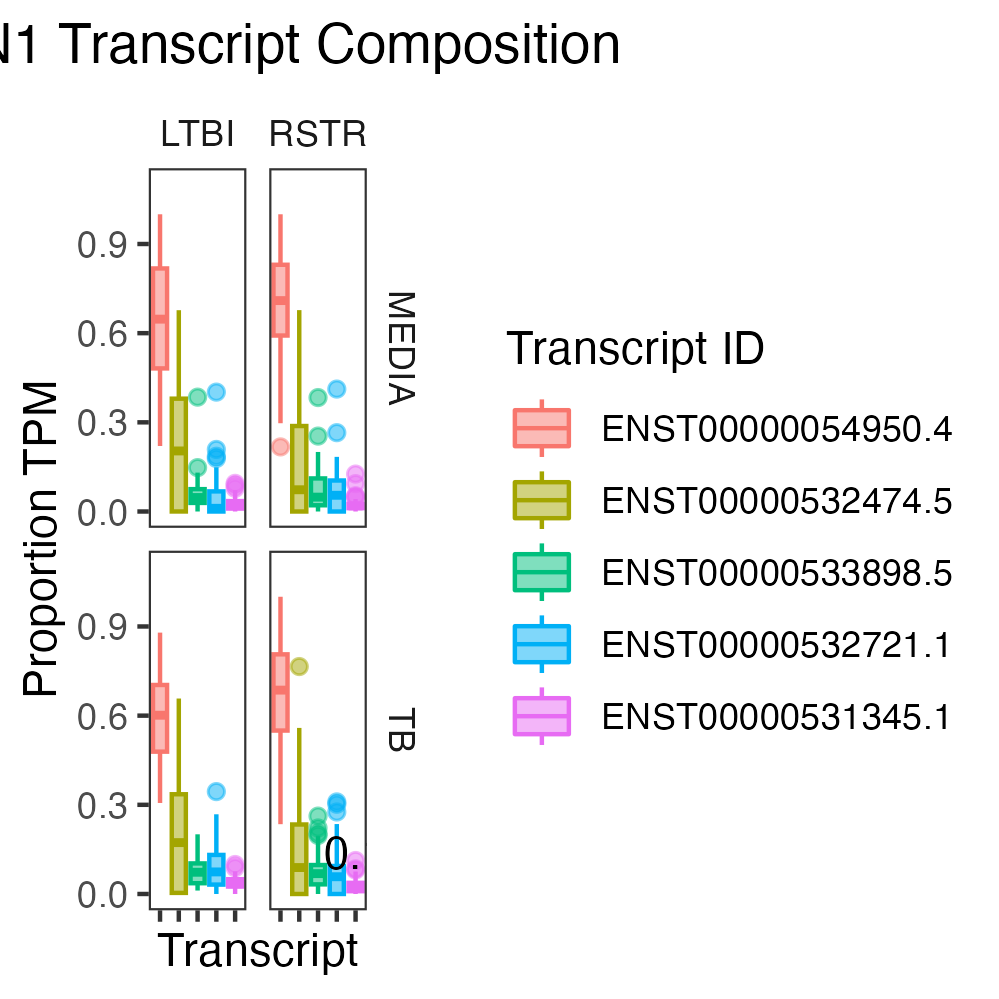 N1 Transcript Composition
LTBI RSTR
0.9
0.6
0.3
0.0
MEDIA
0.9
0.6
0.3
0.0
TB
0.
Proportion TPM
Transcript
Transcript ID
ENST00000054950.4
ENST00000532474.5
ENST00000533898.5
ENST00000532721.1
ENST00000531345.1